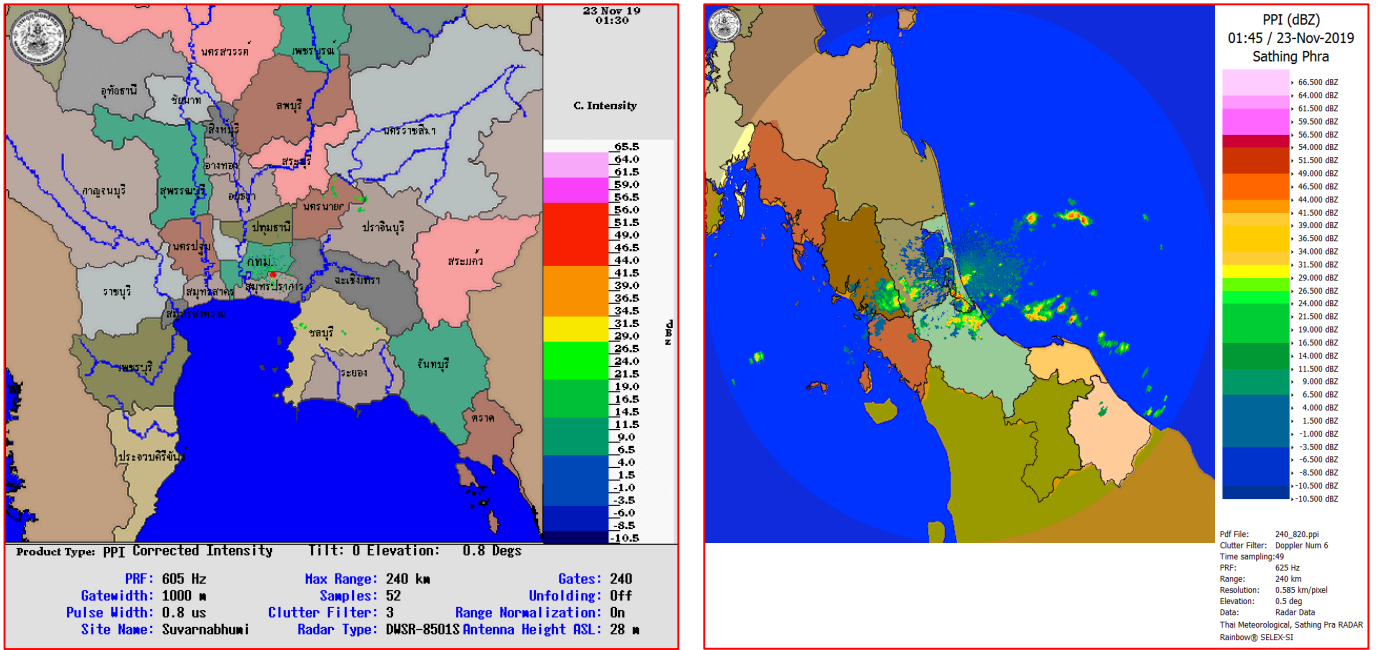 23 Nov 19
01:30
C. Intensity
65.5
64.0
61.5
59.0
56.5
56.0
51.5
49.0
46.5
44.0
41.5
39.0
36.5
34.5
31.5
29.0
26.5
24.0
21.5
19.0
16.5
14.5
11.5
9.0
6.5
4.0
1.5
-1.0
-3.5
-6.0
-8.5
-10.5
นครสวรรค์
เพชรบูรณ์
อุทัยธานี
ชัยนาท
ลพบุรี
สิงห์บุรี
นครราชสีมา
สระบุรี
อ่างทอง
กาญจนบุรี
สุพรรณบุรี
อยุธยา
นครนายก
ปทุมธานี
ปราจีนบุรี
นครปฐม
กทม.
สระแก้ว
ฉะเชิงเทรา
ราชบุรี
สมุทรสาคร
สมุทรปราการ
สมุทรสงคราม
ชลบุรี
เพชรบุรี
ระยอง
จันทบุรี
ตราด
ประจวบคีรีขันธ์
Product Type: PPI Corrected Intensity Tilt: 0 Elevation: 0.8 Degs
PRF: 605 Hz Max Range: 240 km Gates: 240
Gatewidth: 1000 m Samples: 52 Unfolding: Off
Pulse Width: 0.8 us Clutter Filter: 3 Range Normalization: On
Site Name: Suvarnabhumi Radar Type: DWSR-8501S Antenna Height ASL: 28 m
PPI (dBZ)
01:45 / 23-Nov-2019
Sathing Phra
66.500 dBZ
64.000 dBZ
61.500 dBZ
59.500 dBZ
56.500 dBZ
54.000 dBZ
51.500 dBZ
49.000 dBZ
46.500 dBZ
44.000 dBZ
41.500 dBZ
39.000 dBZ
36.500 dBZ
34.000 dBZ
31.500 dBZ
29.000 dBZ
26.500 dBZ
24.000 dBZ
21.500 dBZ
19.000 dBZ
16.500 dBZ
14.000 dBZ
11.500 dBZ
9.000 dBZ
6.500 dBZ
4.000 dBZ
1.500 dBZ
-1.000 dBZ
-3.500 dBZ
-6.500 dBZ
-8.500 dBZ
-10.500 dBZ
-10.500 dBZ
Pdf File: 240_820.ppi
Clutter Filter: Doppler Num 6
Time sampling:49
PRF: 625 Hz
Range: 240 km
Resolution: 0.585 km/pixel
Elevation: 0.5 deg
Data: Radar Data
Thai Meteorological, Sathing Pra RADAR
Rainbow® SELEX-SI